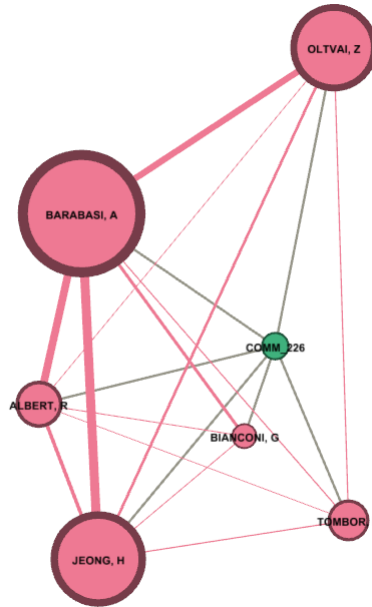 OLTVAI, Z
BARABASI, A
COMM_226
ALBERT, R
BIANCONI, G
TOMBOR,
JEONG, H